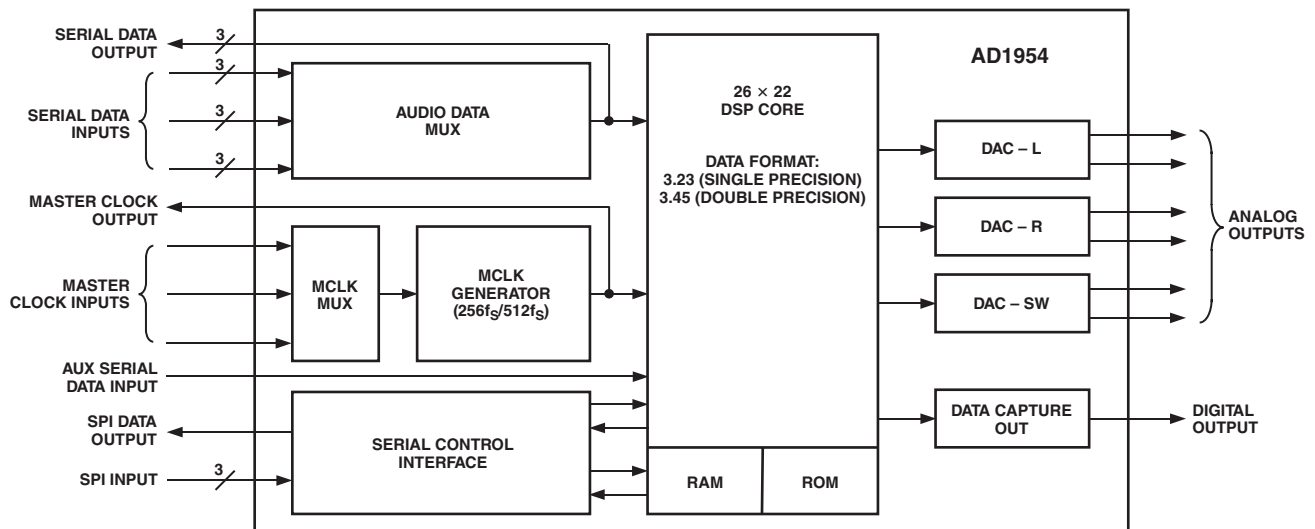 SERIAL DATA
OUTPUT
3
3
SERIAL DATA
INPUTS
3
3
AUDIO DATA
MUX
MASTER CLOCK
OUTPUT
MASTER
CLOCK INPUTS
MCLK
MUX
MCLK
GENERATOR
(256fS/512fS)
AUX SERIAL
DATA INPUT
SPI DATA
OUTPUT
SPI INPUT
3
SERIAL CONTROL
INTERFACE
26 × 22
DSP CORE
DATA FORMAT:
3.23 (SINGLE PRECISION)
3.45 (DOUBLE PRECISION)
RAM
ROM
AD1954
DAC – L
DAC – R
DAC – SW
ANALOG
OUTPUTS
DATA CAPTURE
OUT
DIGITAL
OUTPUT